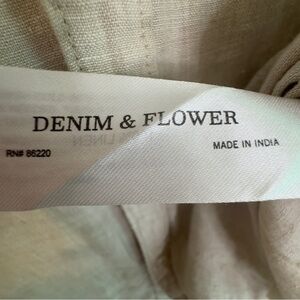 DENIM & FLOWER
RN# 86220
MADE IN INDIA